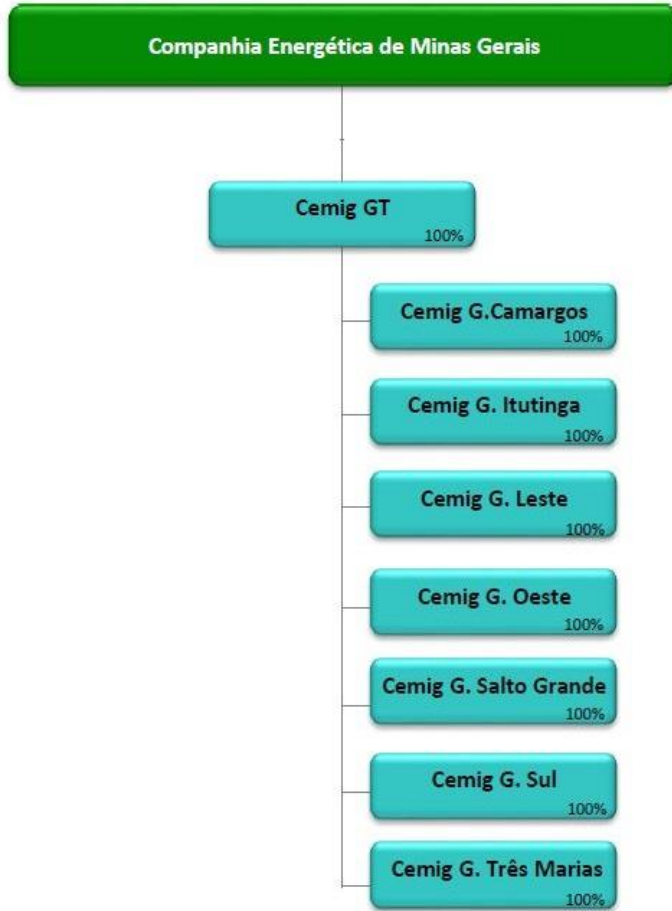 Companhia Energética de Minas Gerais
Cemig GT
100%
Cemig G.Camargos
100%
Cemig G. Itutinga
100%
Cemig G. Leste
100%
Cemig G. Oeste
100%
Cemig G. Salto Grande
100%
Cemig G. Sul
100%
Cemig G. Três Marias
100%